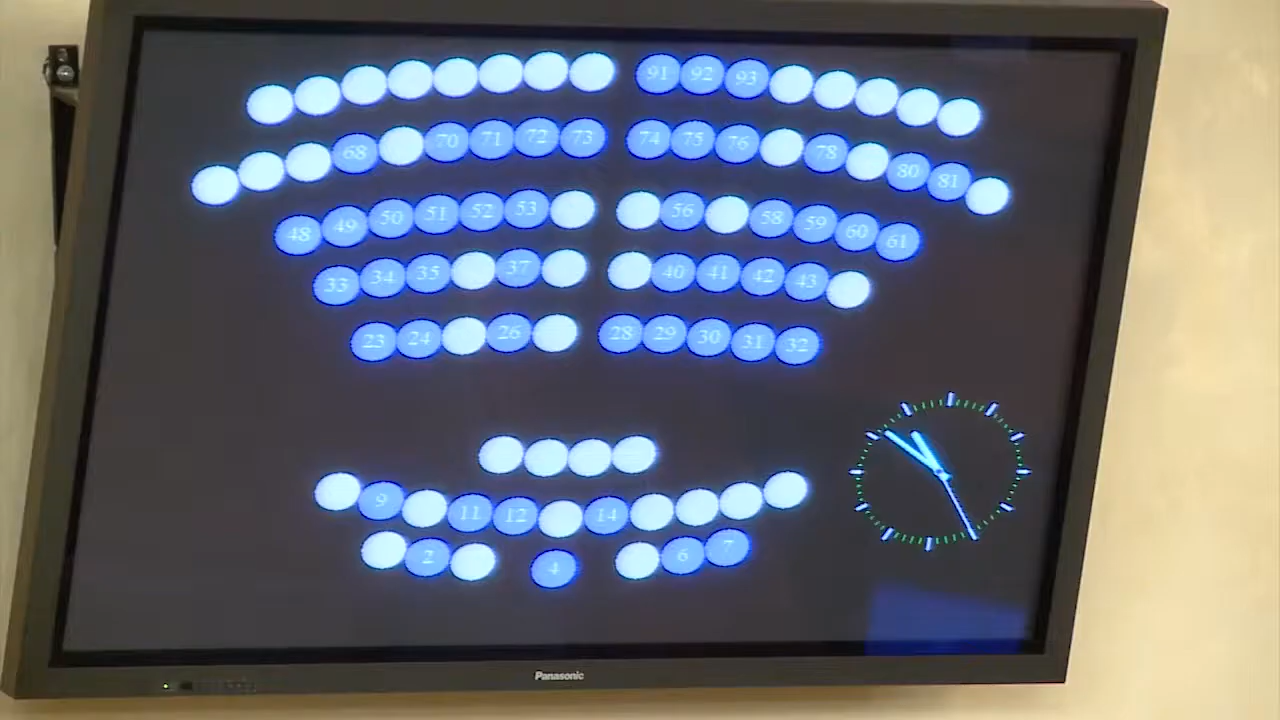 91 92 93
68 70 71 72 73 74 75 76 78 80 81
48 49 50 51 52 53 56 58 59 60 61
33 34 35 37 40 41 42 43
23 24 26 28 29 30 31 32
9 11 12 14
2 4 6 7
Panasonic